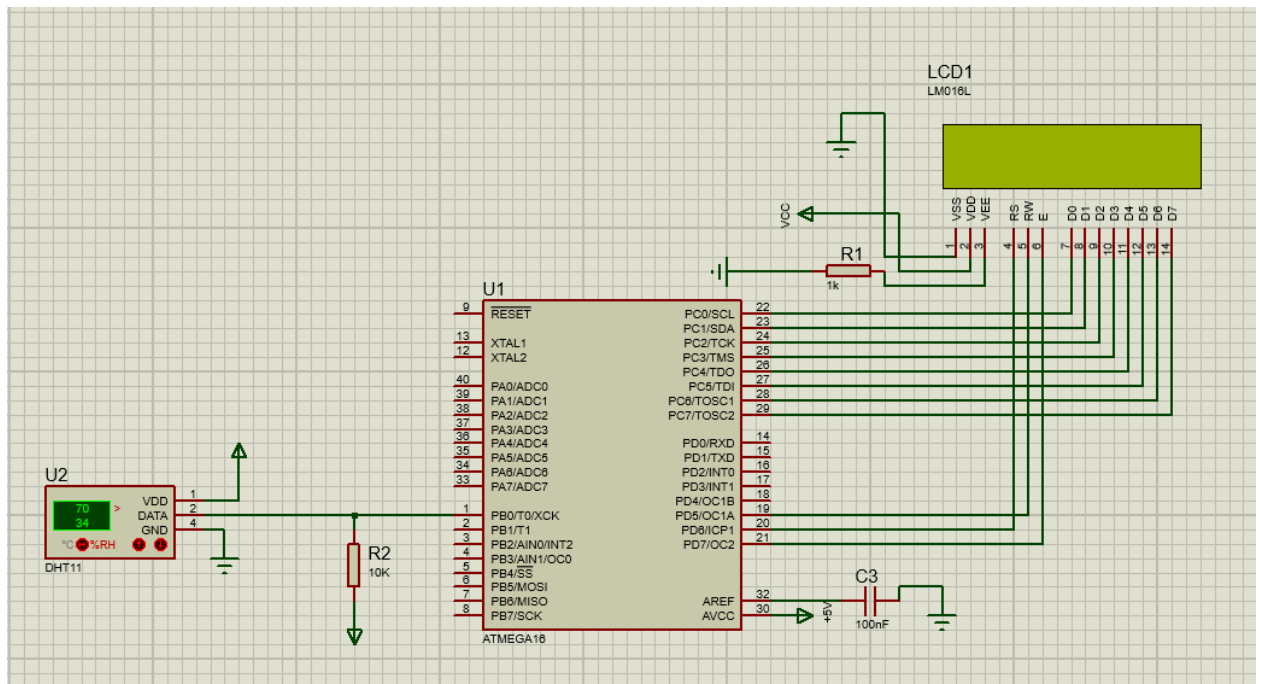 LCD1
LM016L
VCC
VSS
VDD
VEE
RS
RW
E
D0
D1
D2
D3
D4
D5
D6
D7
1
2
3
4
5
6
7
8
9
10
11
12
13
14
R1
1k
U1
9 RESET
13 XTAL1
12 XTAL2
40 PA0/ADC0
39 PA1/ADC1
38 PA2/ADC2
37 PA3/ADC3
36 PA4/ADC4
35 PA5/ADC5
34 PA6/ADC6
33 PA7/ADC7
1 PB0/T0/XCK
2 PB1/T1
3 PB2/AIN0/INT2
4 PB3/AIN1/OC0
5 PB4/SS
6 PB5/MOSI
7 PB6/MISO
8 PB7/SCK
PC0/SCL 22
PC1/SDA 23
PC2/TCK 24
PC3/TMS 25
PC4/TDO 26
PC5/TDI 27
PC6/TOSC1 28
PC7/TOSC2 29
PD0/RXD 14
PD1/TXD 15
PD2/INT0 16
PD3/INT1 17
PD4/OC1B 18
PD5/OC1A 19
PD6/ICP1 20
PD7/OC2 21
AREF 32
AVCC 30
ATMEGA16
U2
70
34
>
VDD 1
DATA 2
GND 4
°C %RH
DHT11
R2
10K
C3
100nF
+5V